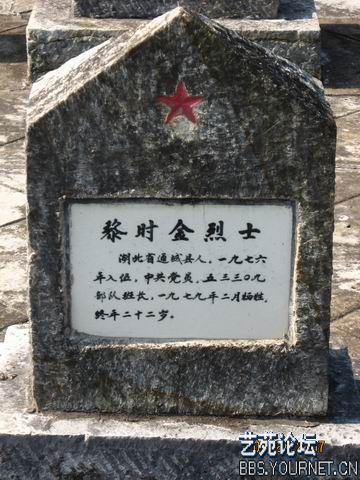 黎时金烈士
湖北省通城县人，一九七六
年入伍，中共党员，五三三〇九
部队班长，一九七九年二月牺牲，
终年二十二岁。
艺苑论坛
BBS.YOURNET.CN